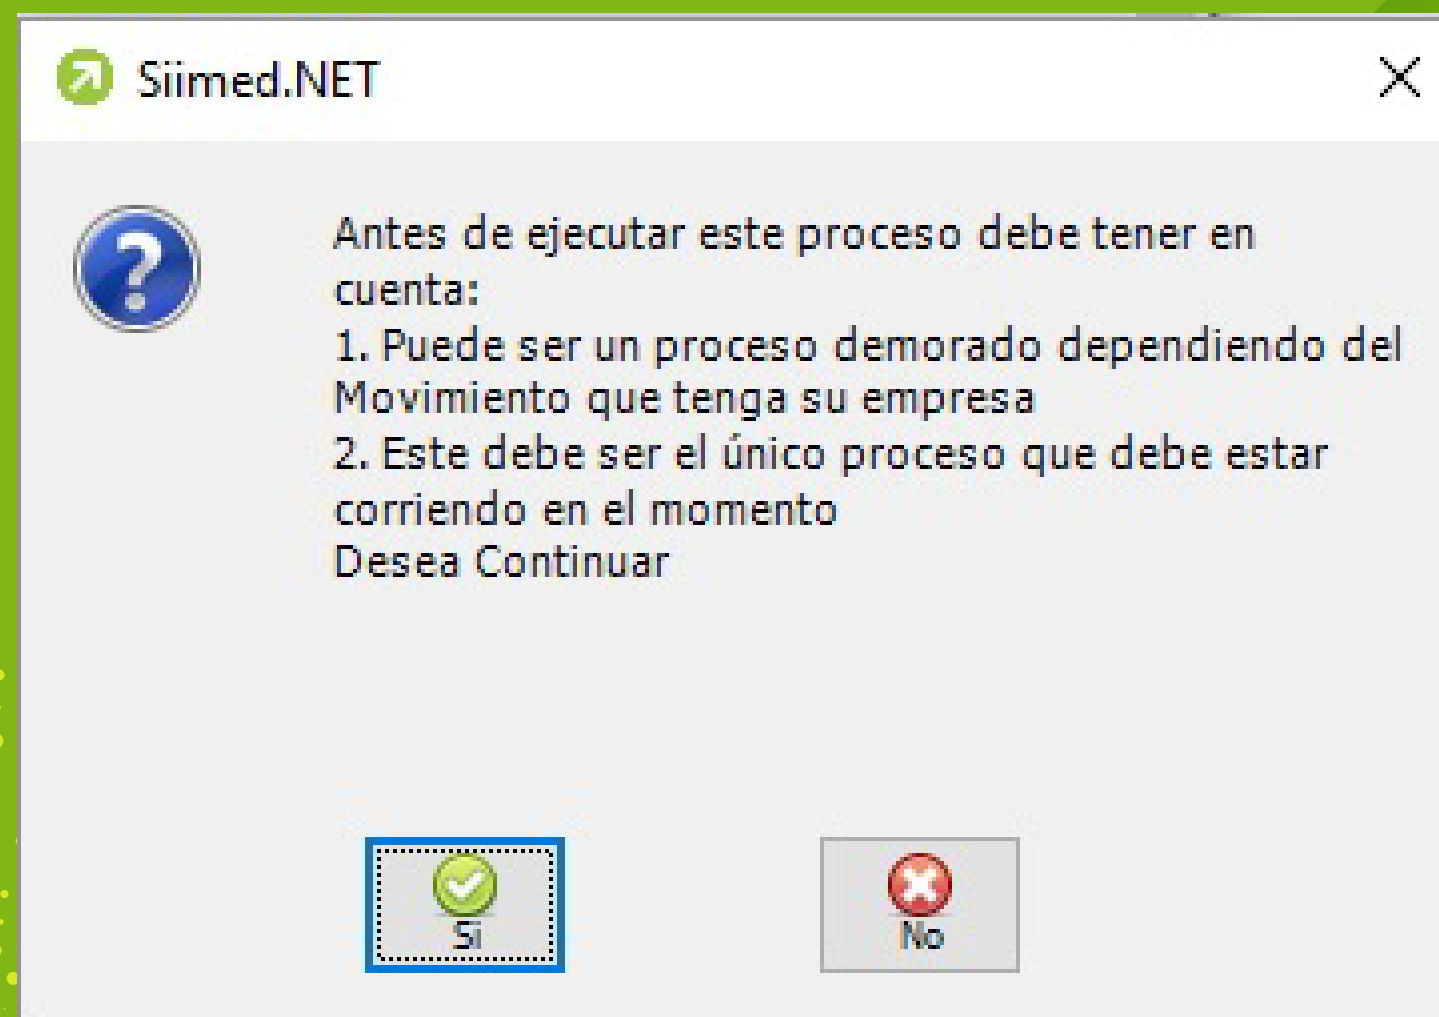 Siimed.NET
Antes de ejecutar este proceso debe tener en
cuenta:
1. Puede ser un proceso demorado dependiendo del
Movimiento que tenga su empresa
2. Este debe ser el único proceso que debe estar
corriendo en el momento
Desea Continuar
Si
No